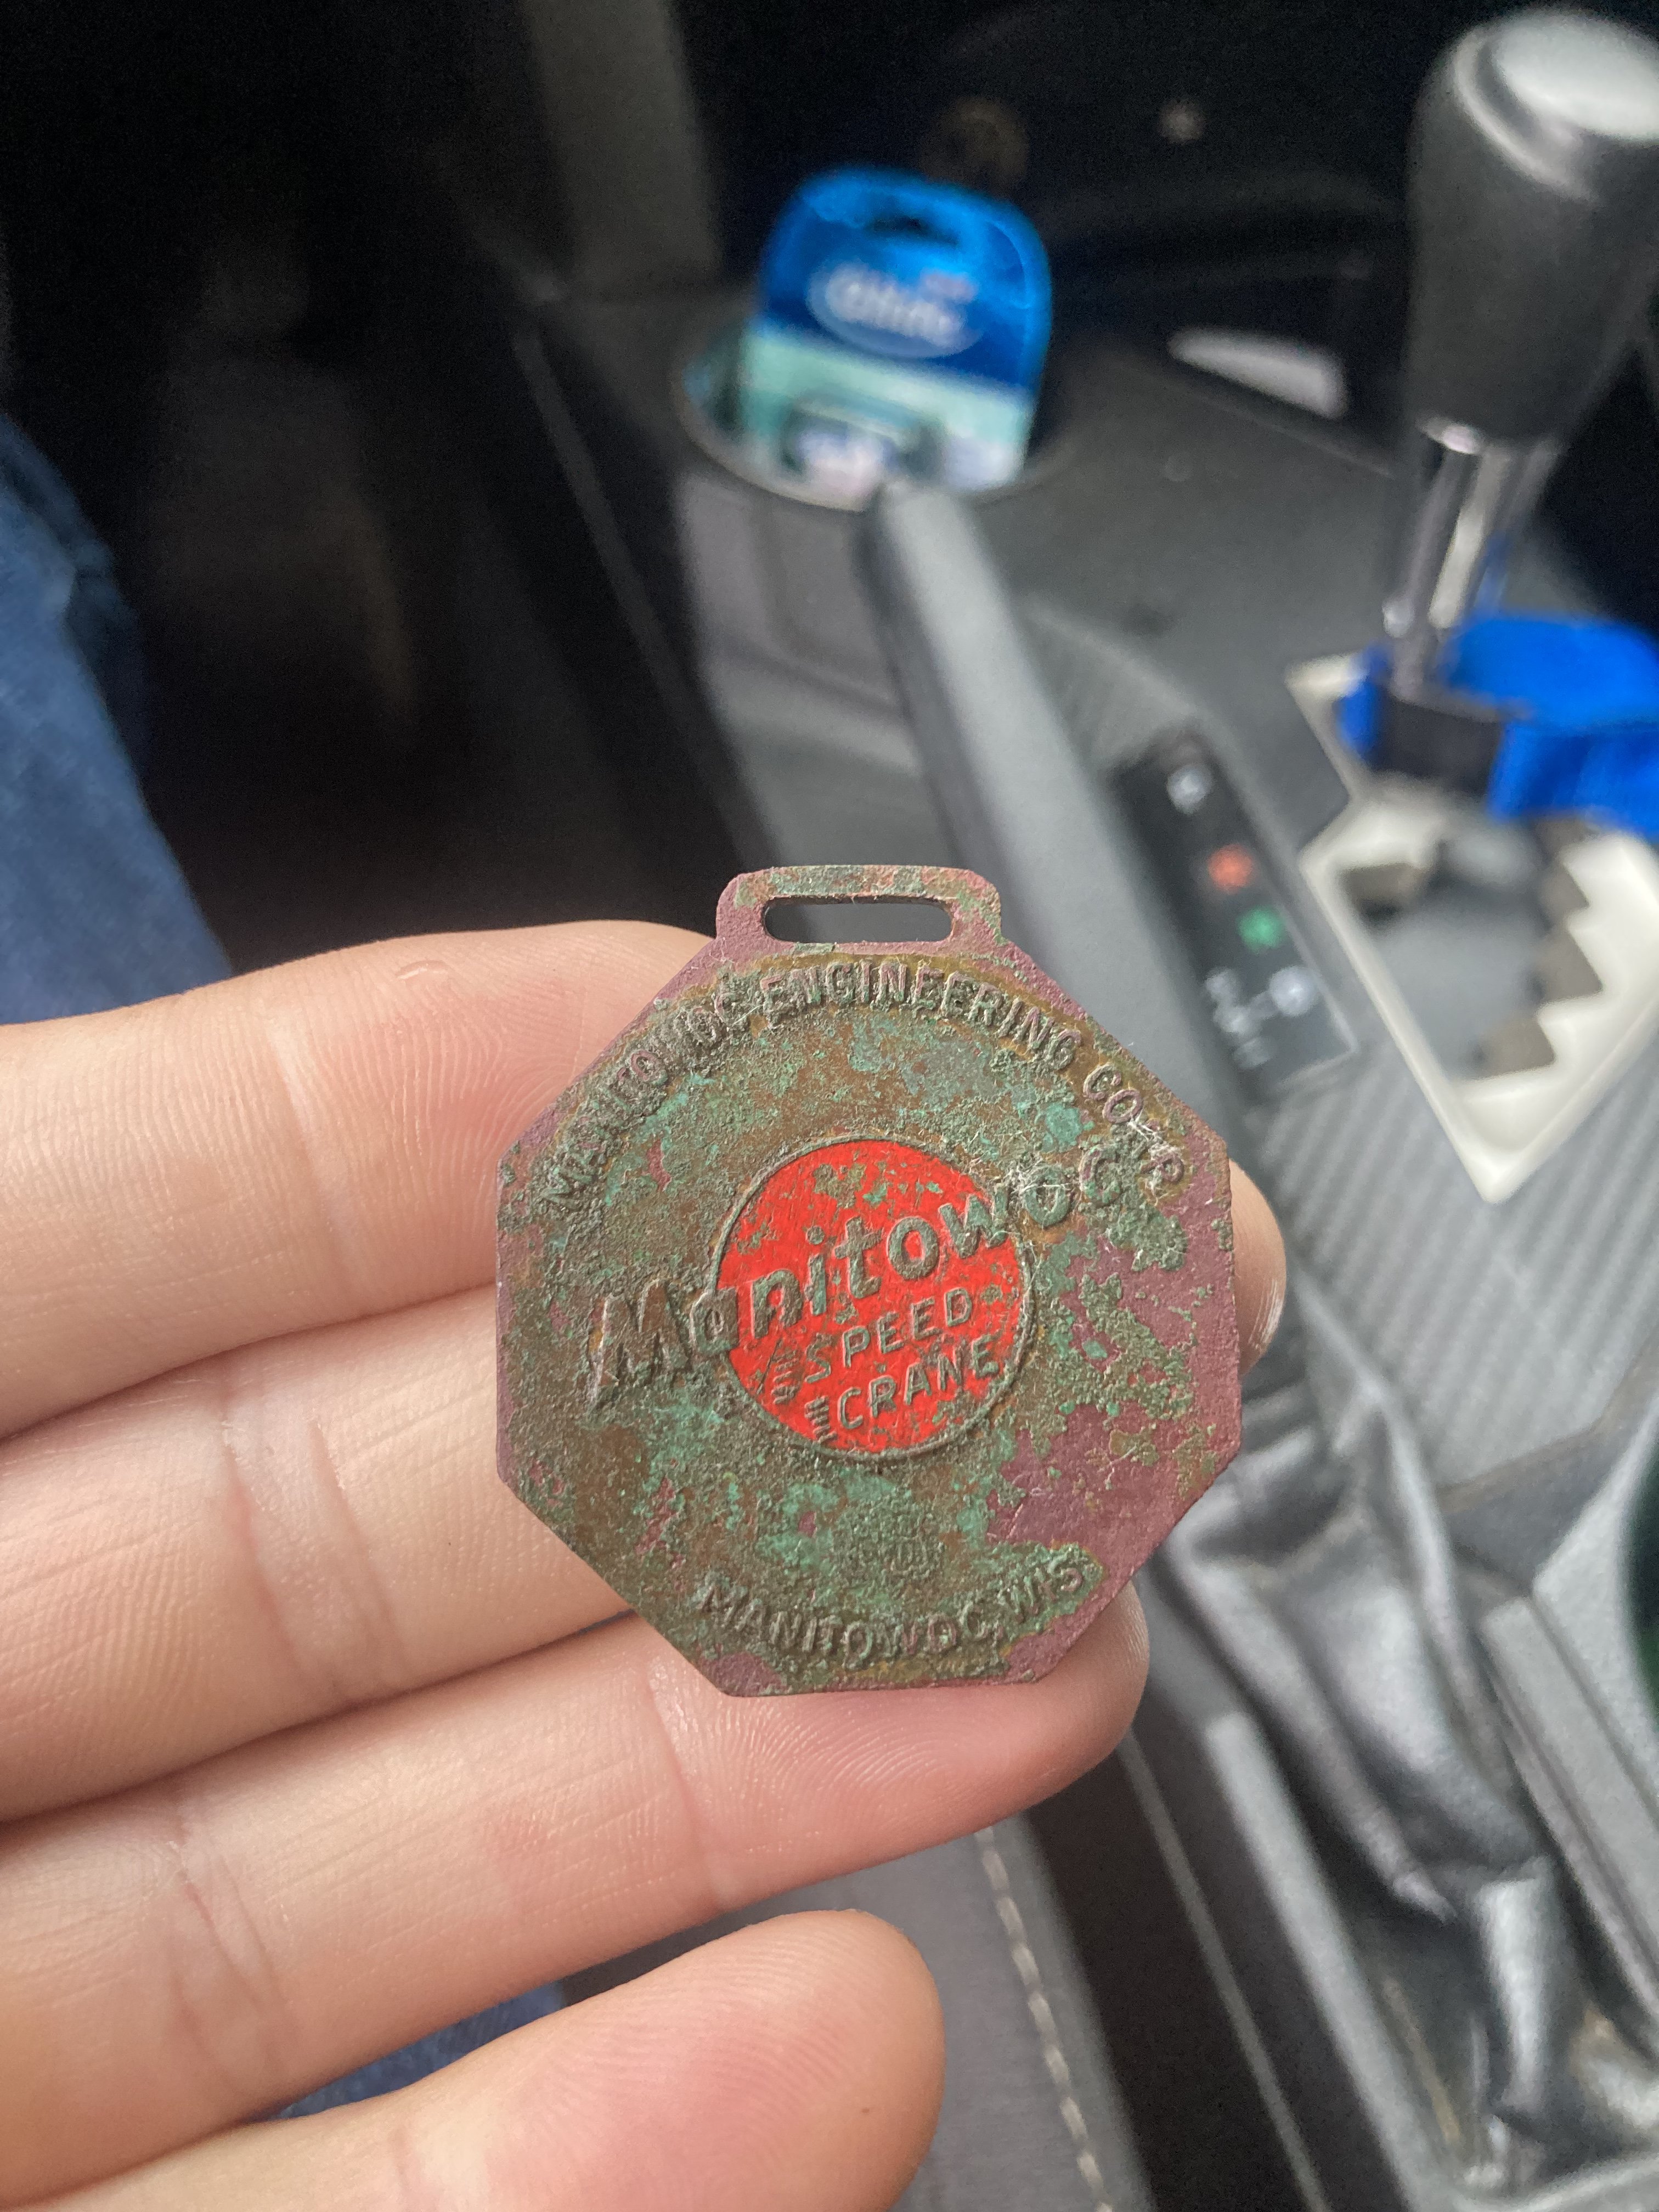 MANITOWOC ENGINEERING CORP
Manitowoc
SPEED
CRANE
MANITOWOC, WIS